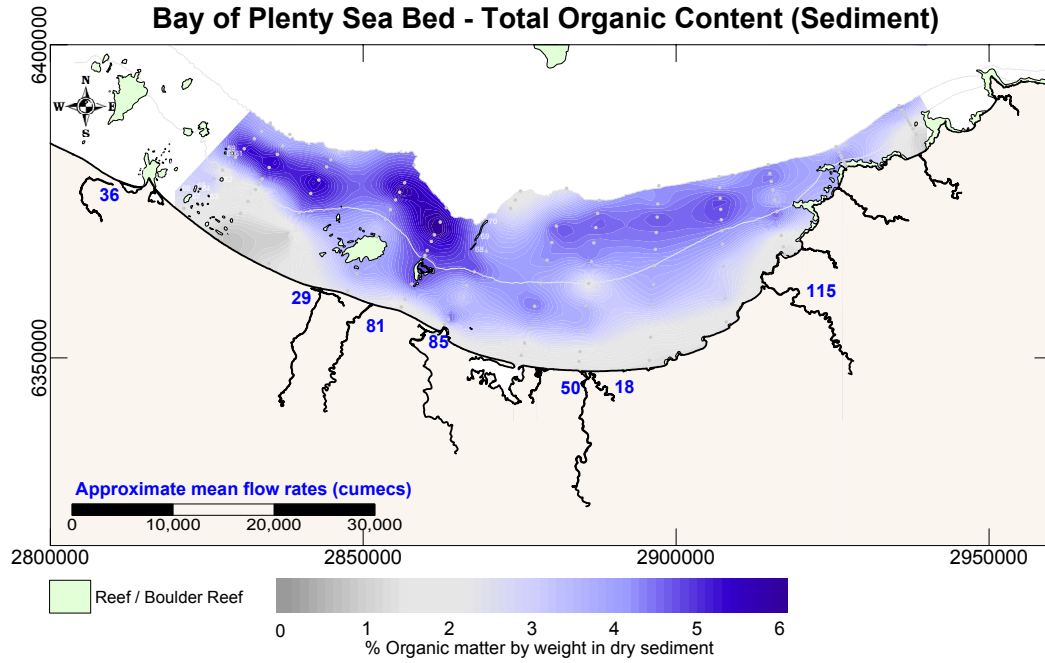 Bay of Plenty Sea Bed - Total Organic Content (Sediment)
6400000
N
W E
S
36
29
81
85
50 18
115
6350000
Approximate mean flow rates (cumecs)
0 10,000 20,000 30,000
2800000 2850000 2900000 2950000
Reef / Boulder Reef
0 1 2 3 4 5 6
% Organic matter by weight in dry sediment